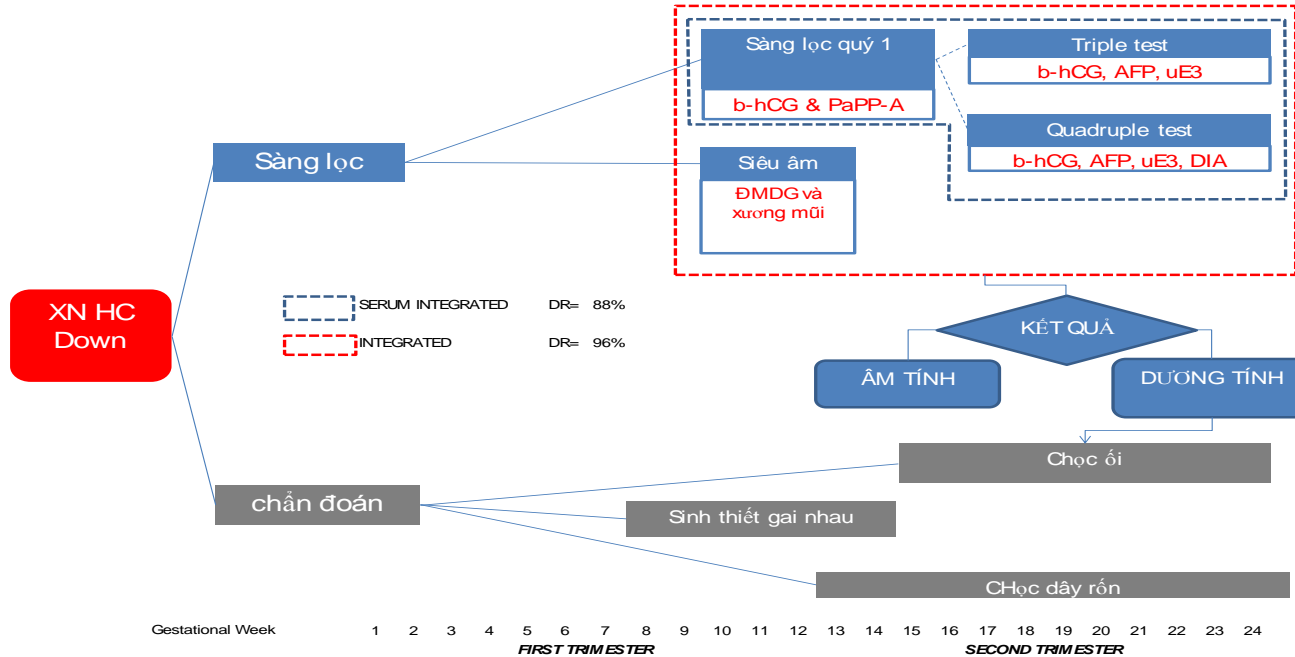 Sàng lọc quý 1
b-hCG & PaPP-A
Triple test
b-hCG, AFP, uE3
Quadruple test
b-hCG, AFP, uE3, DIA
Sàng lọc
Siêu âm
ĐMDG và
xương mũi
XN HC
Down
SERUM INTEGRATED DR= 88%
INTEGRATED DR= 96%
KẾT QUẢ
ÂM TÍNH
DƯƠNG TÍNH
Chọc ối
chẩn đoán
Sinh thiết gai nhau
CHọc dây rốn
Gestational Week 1 2 3 4 5 6 7 8 9 10 11 12 13 14 15 16 17 18 19 20 21 22 23 24
FIRST TRIMESTER SECOND TRIMESTER